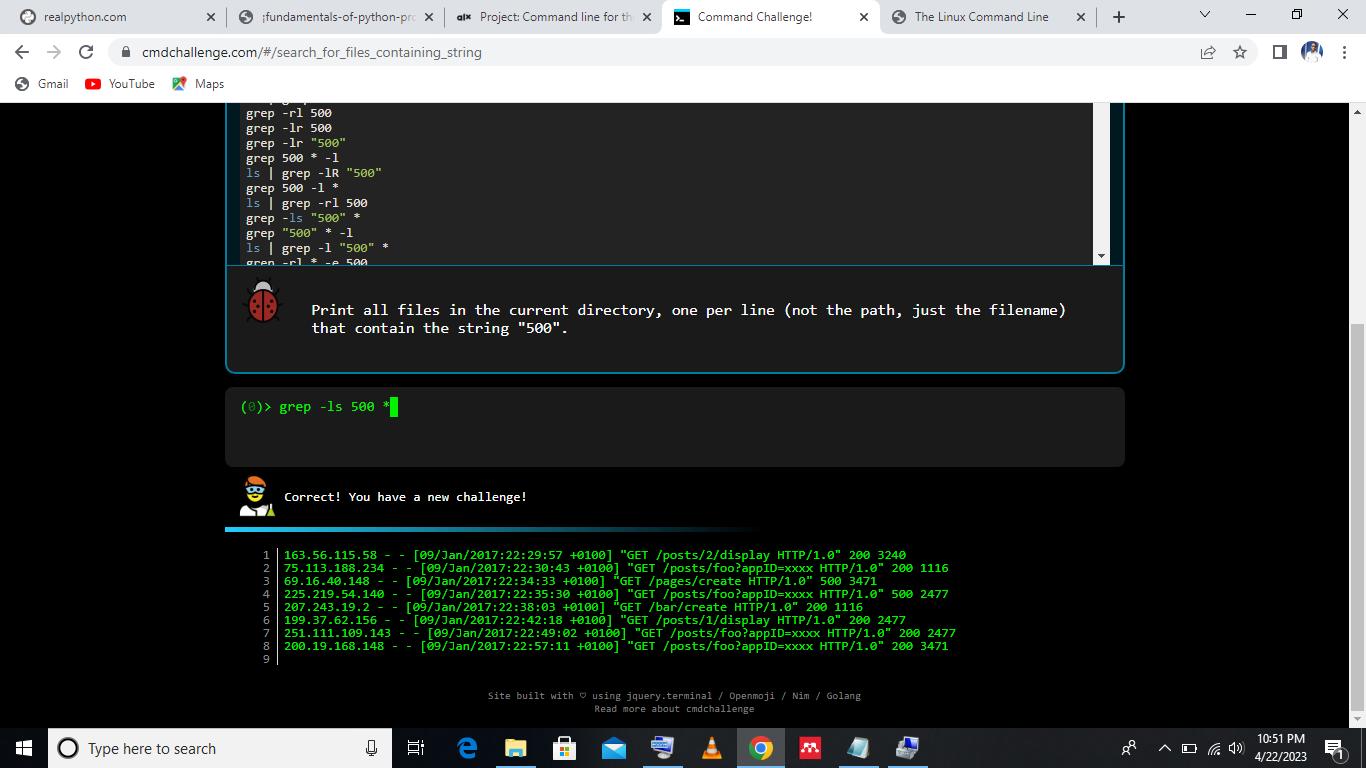 realpython.com
¡fundamentals-of-python-pro
Project: Command line for th
Command Challenge!
The Linux Command Line
cmdchallenge.com/#/search_for_files_containing_string
Gmail
YouTube
Maps
grep -rl 500
grep -lr 500
grep -lr "500"
grep 500 * -l
ls | grep -lR "500"
grep 500 -l *
ls | grep -rl 500
grep -ls "500" *
grep "500" * -l
ls | grep -l "500" *
grep -rl * -e 500
Print all files in the current directory, one per line (not the path, just the filename)
that contain the string "500".
(0)> grep -ls 500 *
Correct! You have a new challenge!
1 163.56.115.58 - - [09/Jan/2017:22:29:57 +0100] "GET /posts/2/display HTTP/1.0" 200 3240
2 75.113.188.234 - - [09/Jan/2017:22:30:43 +0100] "GET /posts/foo?appID=xxxx HTTP/1.0" 200 1116
3 69.16.40.148 - - [09/Jan/2017:22:34:33 +0100] "GET /pages/create HTTP/1.0" 500 3471
4 225.219.54.140 - - [09/Jan/2017:22:35:30 +0100] "GET /posts/foo?appID=xxxx HTTP/1.0" 500 2477
5 207.243.19.2 - - [09/Jan/2017:22:38:03 +0100] "GET /bar/create HTTP/1.0" 200 1116
6 199.37.62.156 - - [09/Jan/2017:22:42:18 +0100] "GET /posts/1/display HTTP/1.0" 200 2477
7 251.111.109.143 - - [09/Jan/2017:22:49:02 +0100] "GET /posts/foo?appID=xxxx HTTP/1.0" 200 2477
8 200.19.168.148 - - [09/Jan/2017:22:57:11 +0100] "GET /posts/foo?appID=xxxx HTTP/1.0" 200 3471
9
Site built with ♡ using jquery.terminal / Openmoji / Nim / Golang
Read more about cmdchallenge
Type here to search
10:51 PM
4/22/2023
1